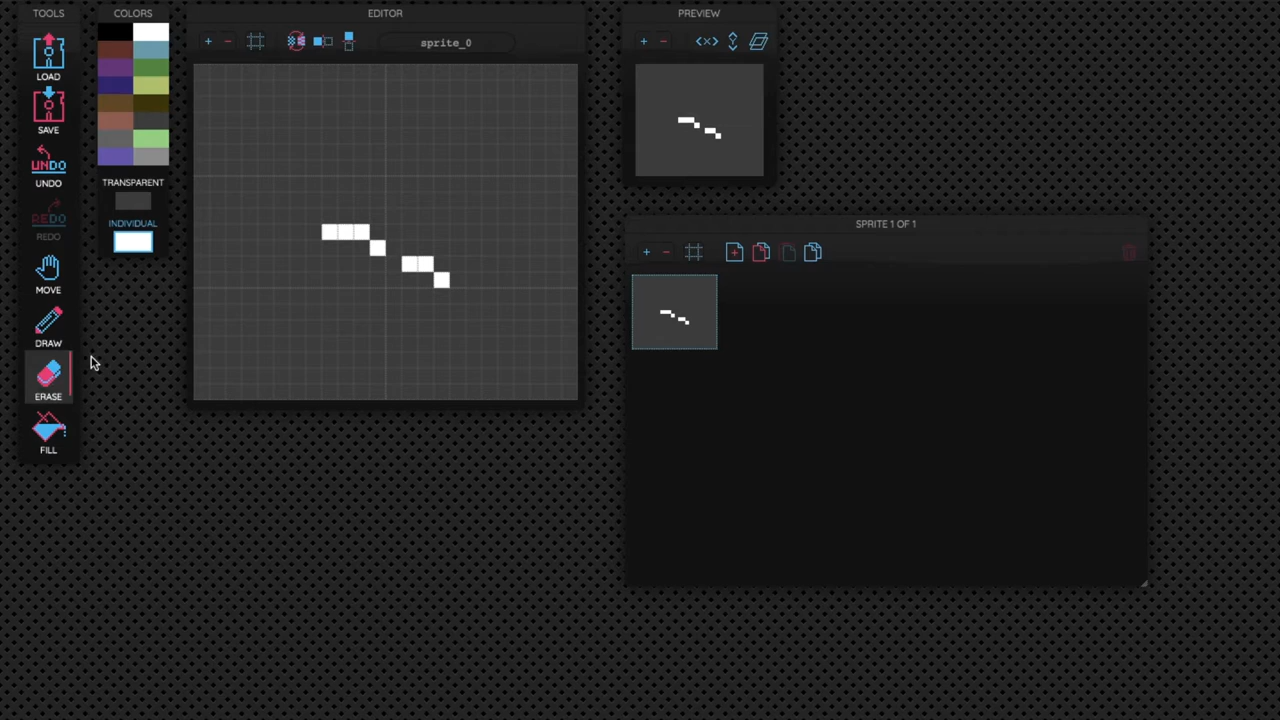 TOOLS
LOAD
SAVE
UNDO
UNDO
REDO
REDO
MOVE
DRAW
ERASE
FILL
COLORS
TRANSPARENT
INDIVIDUAL
EDITOR
sprite_0
PREVIEW
SPRITE 1 OF 1